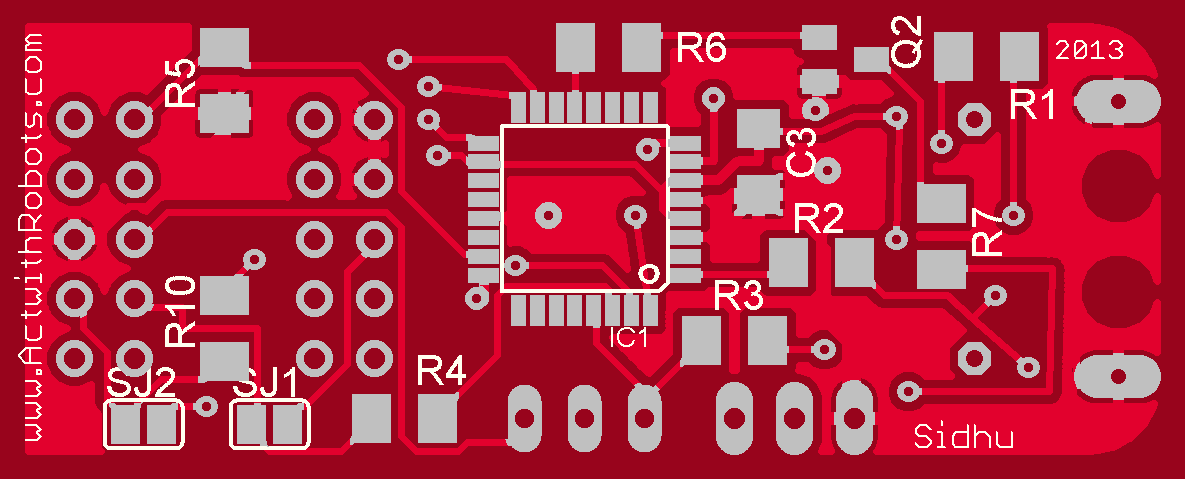 www.ActwithRobots.com
R5
R6
Q2
2013
R1
C3
R2
R7
R10
R3
IC1
SJ2
SJ1
R4
Sidhu